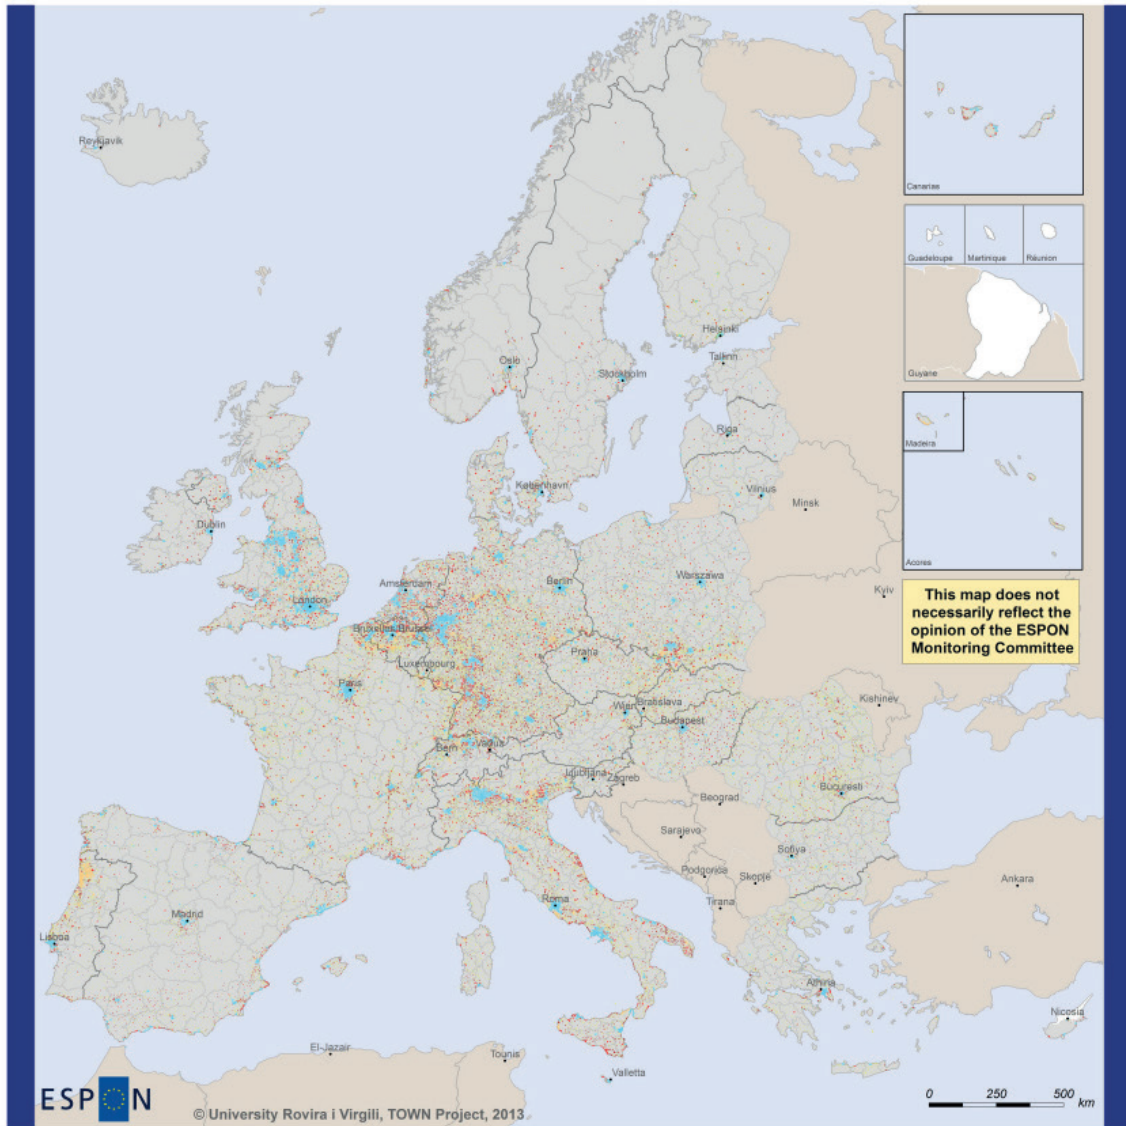 Reykjavik
Canarias
Guadeloupe
Martinique
Réunion
Guyane
Helsinki
Tallinn
Oslo
Stockholm
Riga
Madeira
Acores
København
Vilnius
Minsk
Dublin
Amsterdam
Berlin
Warszawa
Kyiv
London
This map does not
necessarily reflect the
opinion of the ESPON
Monitoring Committee
Praha
Luxembourg
Paris
Kishinev
Wien
Bratislava
Budapest
Bern
Vaduz
Ljubljana
Zagreb
Bucuresti
Beograd
Sarajevo
Sofiya
Podgorica
Skopje
Ankara
Tirana
Roma
Madrid
Lisboa
Athina
Nicosia
El-Jazair
Tounis
Valletta
ESPON
© University Rovira i Virgili, TOWN Project, 2013
0 250 500
km